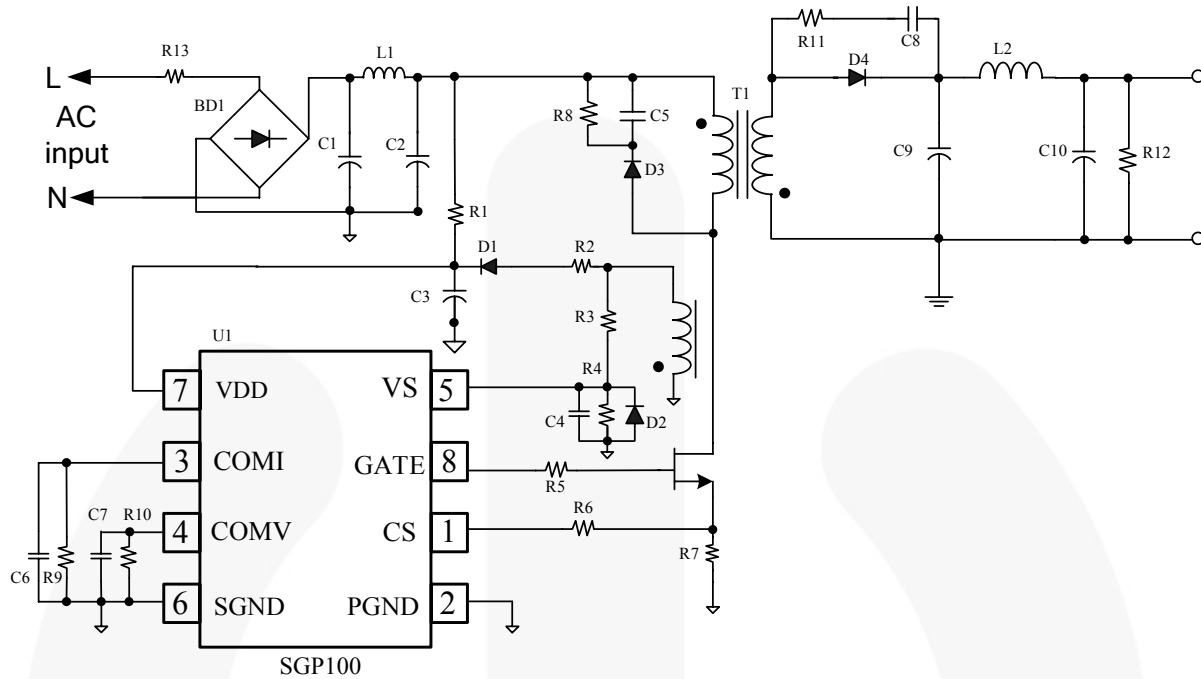 R13
L
AC
input
N
BD1
C1
L1
C2
R1
R8
C5
D3
T1
R11
C8
D4
L2
C9
C10
R12
D1
R2
C3
R3
R4
C4
D2
U1
7
VDD
VS
5
3
COMI
GATE
8
R5
4
COMV
CS
1
R6
R7
6
SGND
PGND
2
C7
R10
C6
R9
SGP100